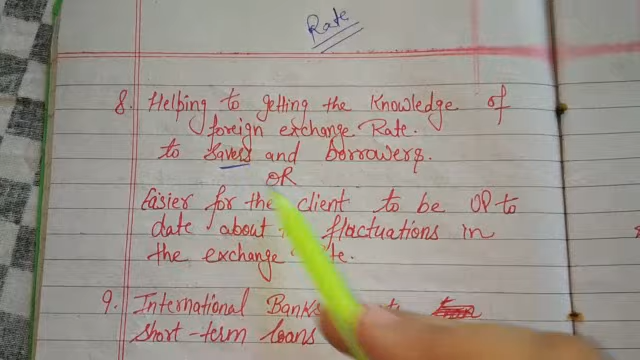 Rate
8. Helping to getting the Knowledge of
foreign exchange Rate.
to Savers and borrowers.
OR
Easier for the client to be UP to
date about flactuations in
the exchange
9. International Banks
Short-term loans